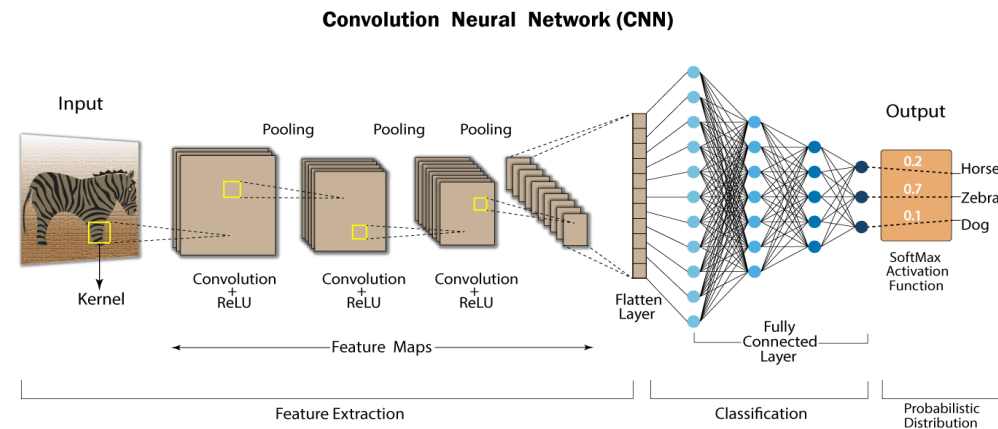 Convolution Neural Network (CNN)
Input
Kernel
Pooling
Pooling
Pooling
Convolution
+
ReLU
Convolution
+
ReLU
Convolution
+
ReLU
Feature Maps
Flatten
Layer
Fully
Connected
Layer
Output
0.2
0.7
0.1
Horse
Zebra
Dog
SoftMax
Activation
Function
Feature Extraction
Classification
Probabilistic
Distribution